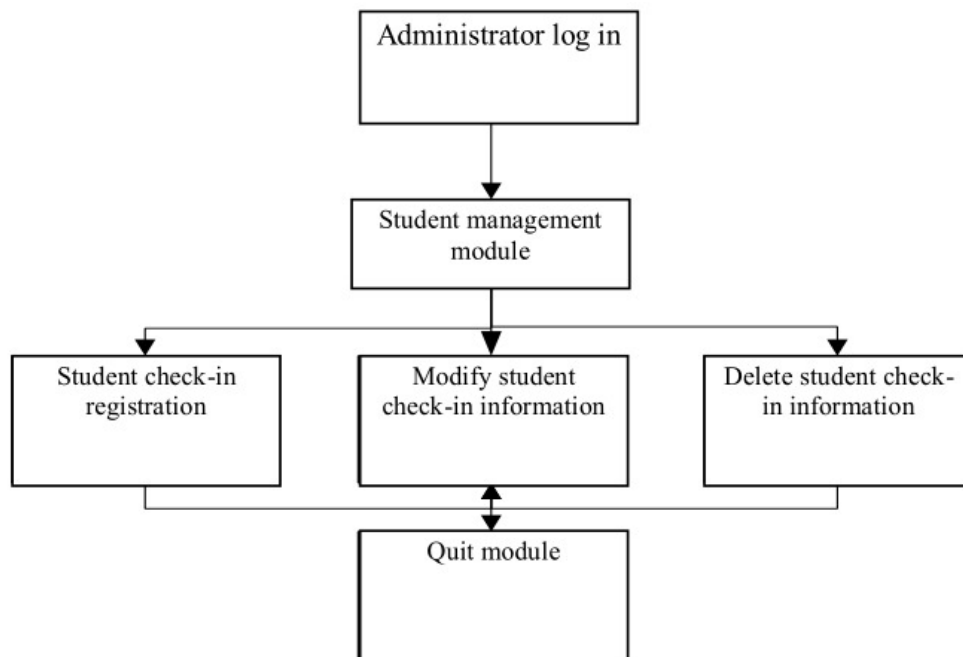 Administrator log in
Student management
module
Student check-in
registration
Modify student
check-in information
Delete student check-
in information
Quit module